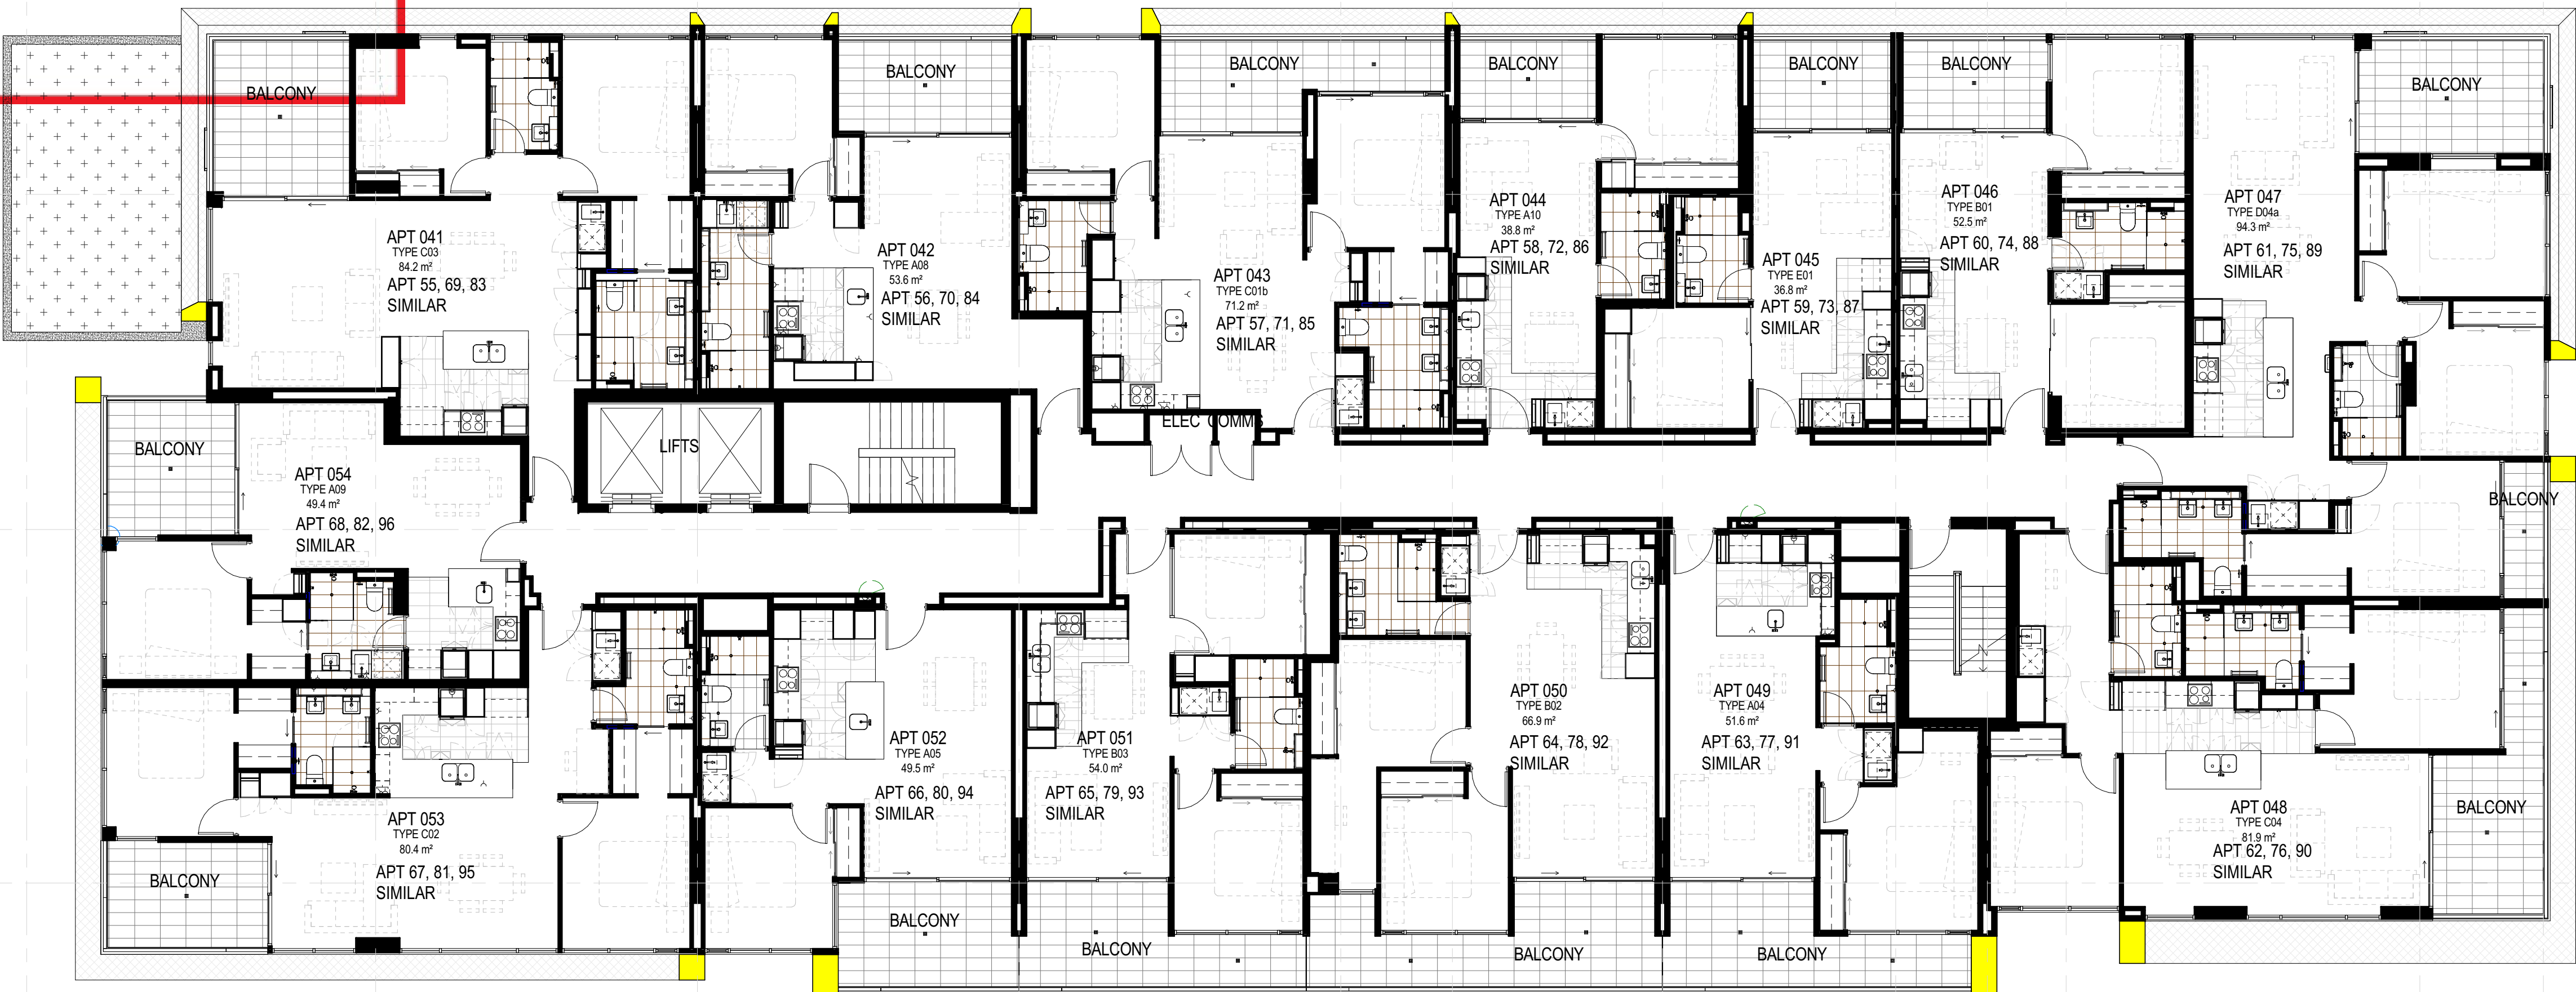 BALCONY
BALCONY
BALCONY
BALCONY
BALCONY
BALCONY
BALCONY
APT 041
TYPE C03
84.2 m²
APT 55, 69, 83
SIMILAR
APT 042
TYPE A08
53.6 m²
APT 56, 70, 84
SIMILAR
APT 043
TYPE C01b
71.2 m²
APT 57, 71, 85
SIMILAR
APT 044
TYPE A10
38.8 m²
APT 58, 72, 86
SIMILAR
APT 045
TYPE E01
36.8 m²
APT 59, 73, 87
SIMILAR
APT 046
TYPE B01
52.5 m²
APT 60, 74, 88
SIMILAR
APT 047
TYPE D04a
94.3 m²
APT 61, 75, 89
SIMILAR
BALCONY
LIFTS
ELEC COMMS
APT 054
TYPE A09
49.4 m²
APT 68, 82, 96
SIMILAR
BALCONY
APT 053
TYPE C02
80.4 m²
APT 67, 81, 95
SIMILAR
APT 052
TYPE A05
49.5 m²
APT 66, 80, 94
SIMILAR
APT 051
TYPE B03
54.0 m²
APT 65, 79, 93
SIMILAR
APT 050
TYPE B02
66.9 m²
APT 64, 78, 92
SIMILAR
APT 049
TYPE A04
51.6 m²
APT 63, 77, 91
SIMILAR
APT 048
TYPE C04
81.9 m²
APT 62, 76, 90
SIMILAR
BALCONY
BALCONY
BALCONY
BALCONY
BALCONY
BALCONY